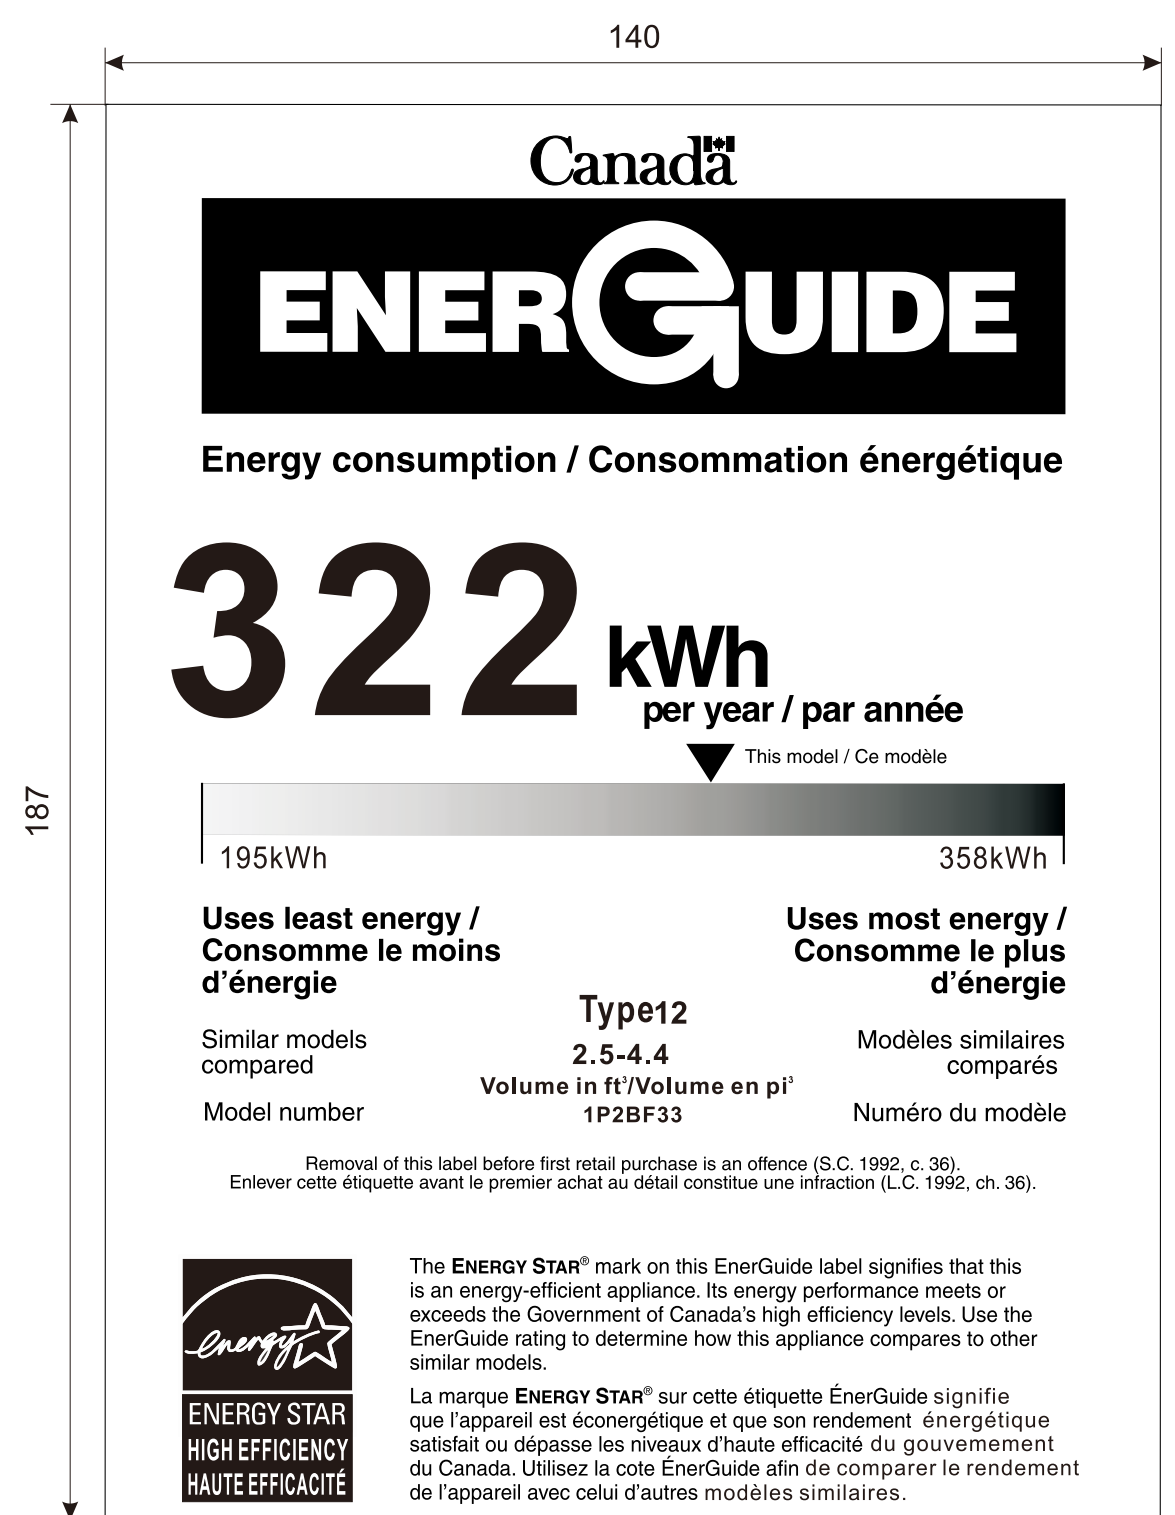 140
Canada
ENERGUIDE
Energy consumption / Consommation énergétique
322 kWh
per year / par année
This model / Ce modèle
187
195kWh 358kWh
Uses least energy / Uses most energy /
Consomme le moins Consomme le plus
d’énergie d’énergie
Type12
Similar models Modèles similaires
compared 2.5-4.4 comparés
Volume in ft³/Volume en pi³
Model number 1P2BF33 Numéro du modèle
Removal of this label before first retail purchase is an offence (S.C. 1992, c. 36).
Enlever cette étiquette avant le premier achat au détail constitue une infraction (L.C. 1992, ch. 36).
energy
ENERGY STAR
HIGH EFFICIENCY
HAUTE EFFICACITÉ
The ENERGY STAR® mark on this EnerGuide label signifies that this
is an energy-efficient appliance. Its energy performance meets or
exceeds the Government of Canada’s high efficiency levels. Use the
EnerGuide rating to determine how this appliance compares to other
similar models.
La marque ENERGY STAR® sur cette étiquette ÉnerGuide signifie
que l’appareil est éconergétique et que son rendement énergétique
satisfait ou dépasse les niveaux d’haute efficacité du gouvemement
du Canada. Utilisez la cote ÉnerGuide afin de comparer le rendement
de l’appareil avec celui d’autres modèles similaires.